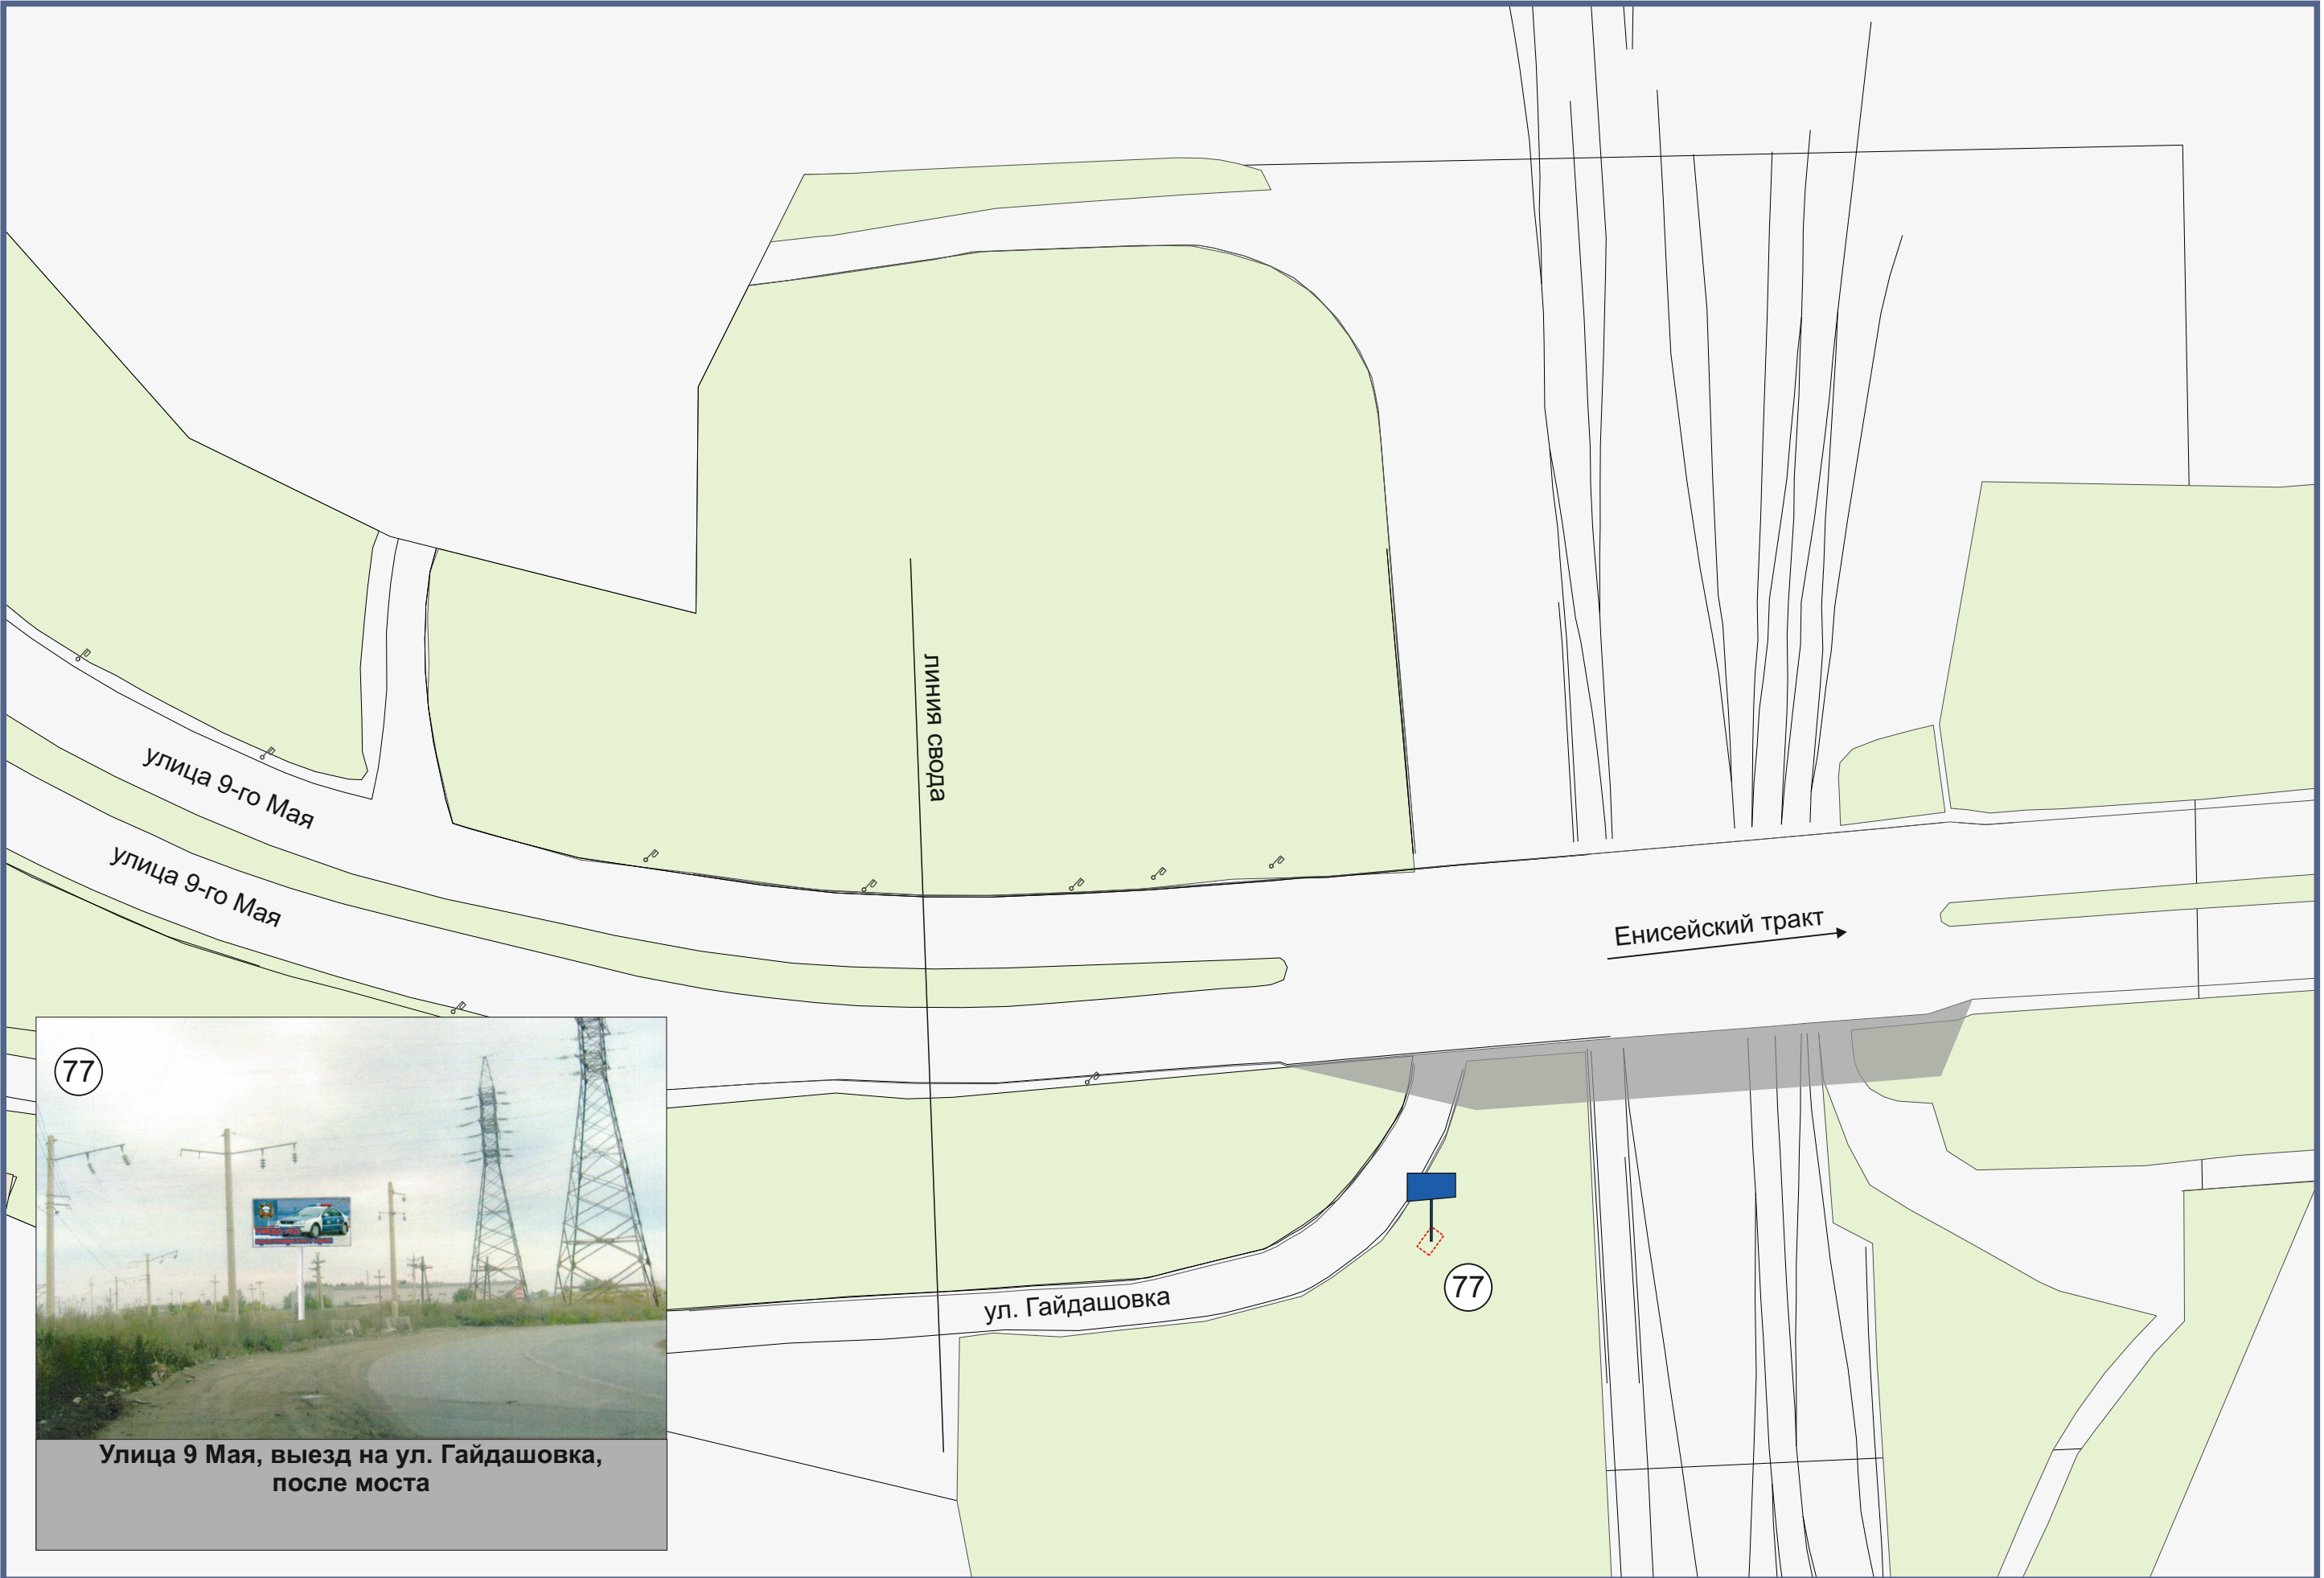 линия свода
улица 9-го Мая
улица 9-го Мая
Енисейский тракт
77
77
ул. Гайдашовка
Улица 9 Мая, выезд на ул. Гайдашовка,
после моста